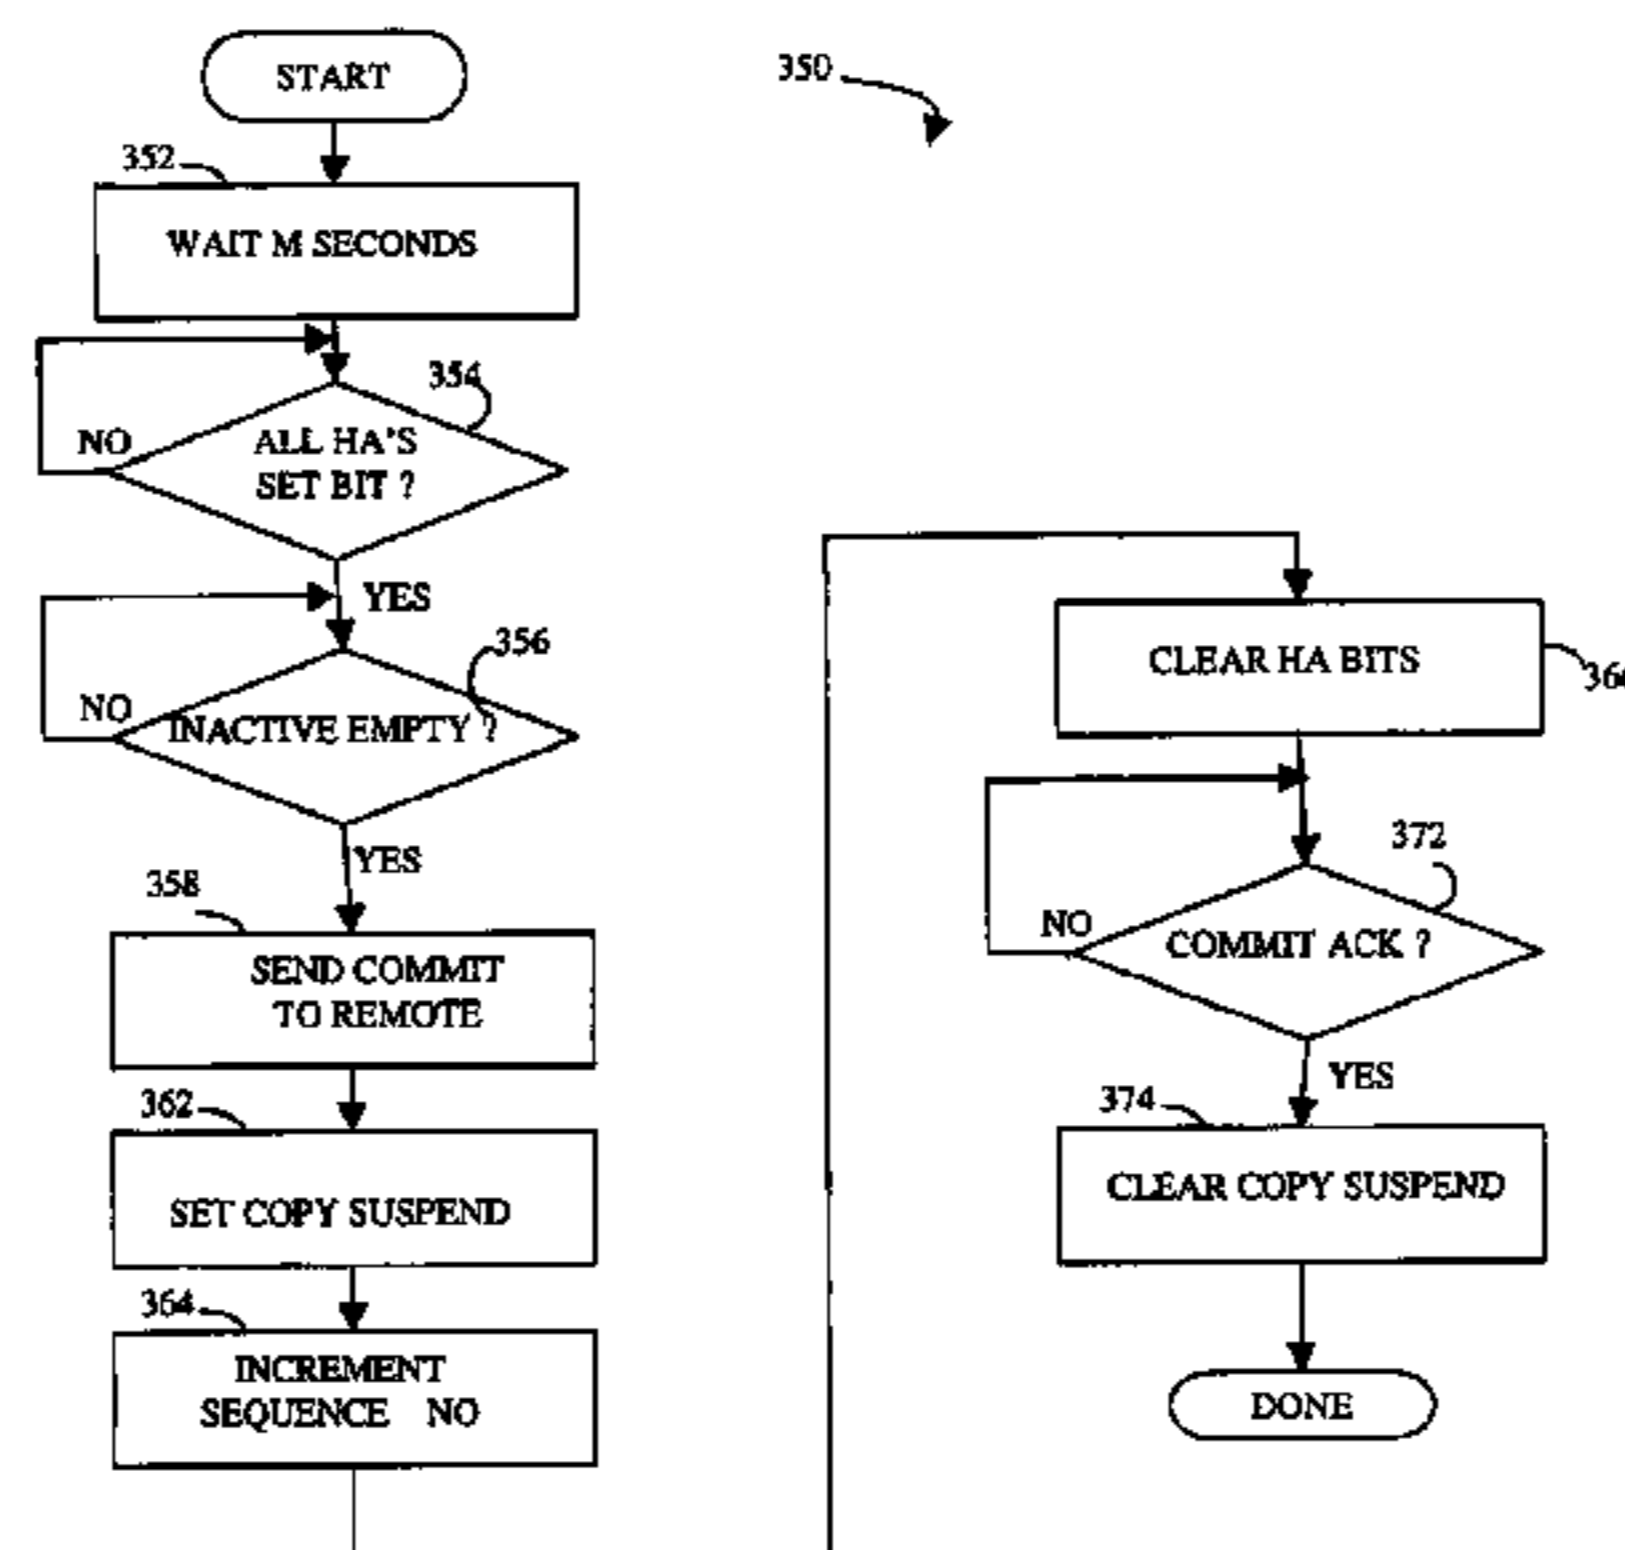 START
350
352
WAIT M SECONDS
354
NO
ALL HA'S
SET BIT ?
YES
356
NO
INACTIVE EMPTY ?
YES
358
SEND COMMIT
TO REMOTE
362
SET COPY SUSPEND
364
INCREMENT
SEQUENCE NO
CLEAR HA BITS
372
NO
COMMIT ACK ?
YES
374
CLEAR COPY SUSPEND
DONE